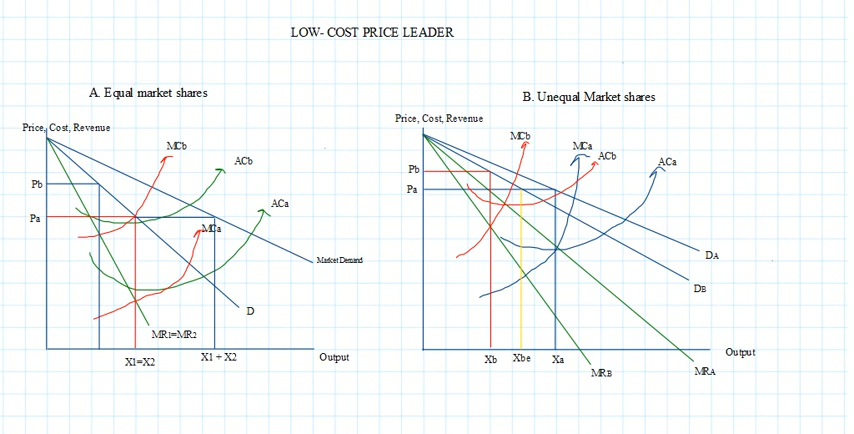 LOW- COST PRICE LEADER
A. Equal market shares
Price, Cost, Revenue
MCb
ACb
Pb
ACa
Pa
MCa
Market Demand
D
MR1=MR2
X1=X2
X1 + X2
Output
B. Unequal Market shares
Price, Cost, Revenue
MCb
MCa
ACb
ACa
Pb
Pa
DA
DB
Output
Xb
Xbe
Xa
MRB
MRA